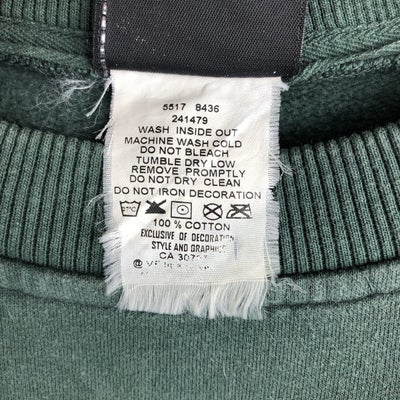 5517 8436
241479
WASH INSIDE OUT
MACHINE WASH COLD
DO NOT BLEACH
TUMBLE DRY LOW
REMOVE PROMPTLY
DO NOT DRY CLEAN
DO NOT IRON DECORATION
100% COTTON
EXCLUSIVE OF DECORATION
STYLE AND GRAPHICS
CA